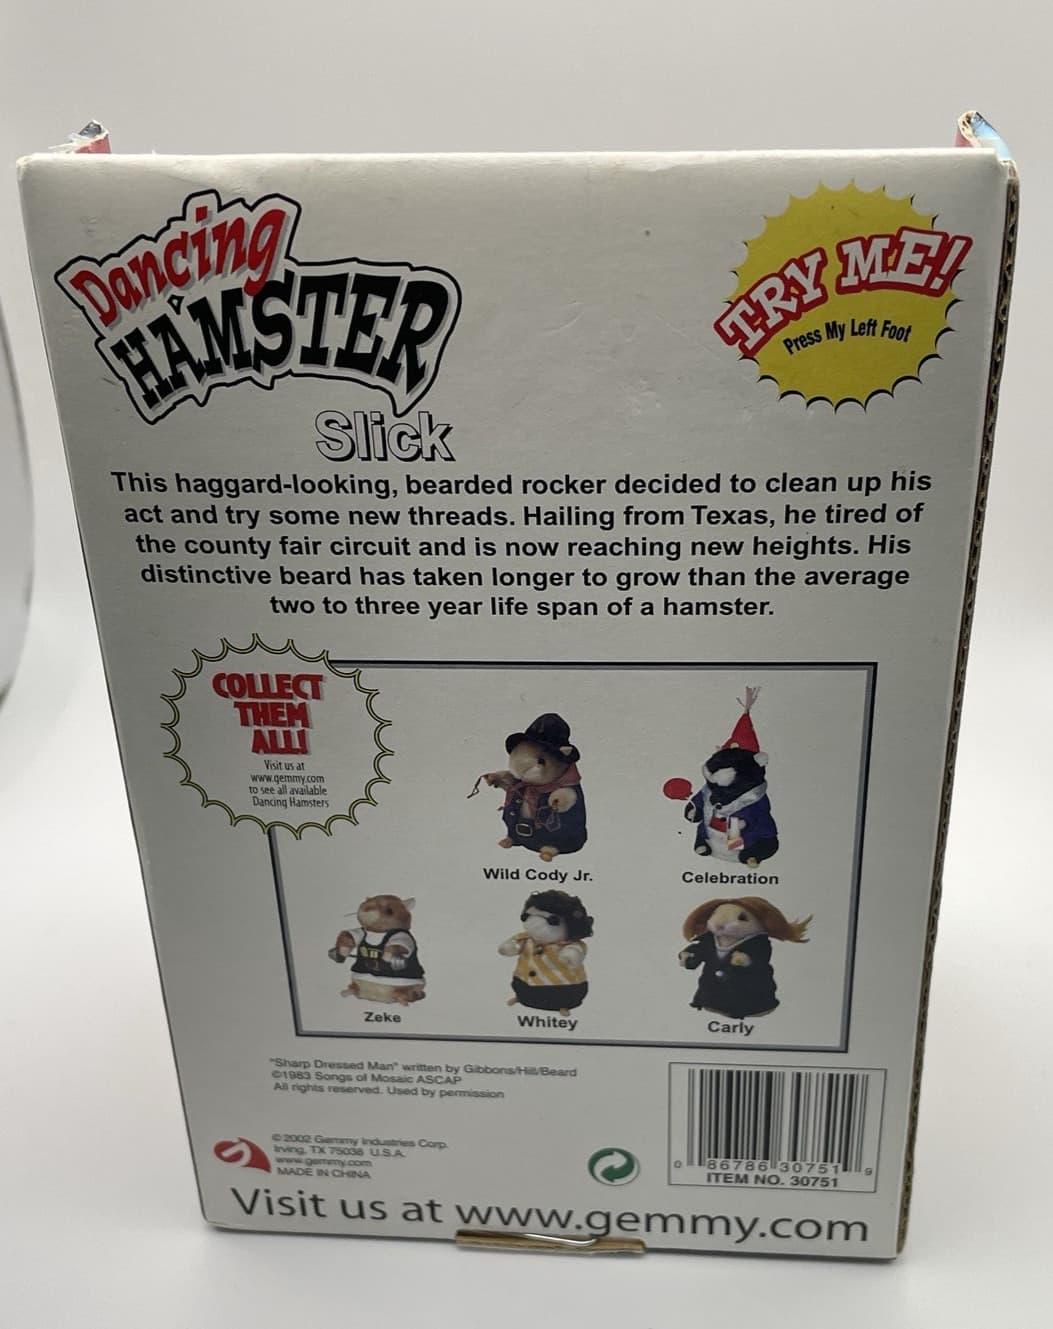 Dancing
HAMSTER
Slick
TRY ME!
Press My Left Foot
This haggard-looking, bearded rocker decided to clean up his
act and try some new threads. Hailing from Texas, he tired of
the county fair circuit and is now reaching new heights. His
distinctive beard has taken longer to grow than the average
two to three year life span of a hamster.
COLLECT
THEM
ALL!
Visit us at
www.gemmy.com
to see all available
Dancing Hamsters
Wild Cody Jr.
Celebration
Zeke
Whitey
Carly
"Sharp Dressed Man" written by Gibbons/Hill/Beard
©1983 Songs of Mosaic ASCAP
All rights reserved. Used by permission
© 2002 Gemmy Industries Corp.
Irving, TX 75038 U.S.A.
www.gemmy.com
MADE IN CHINA
0 86786 30751 9
ITEM NO. 30751
Visit us at www.gemmy.com